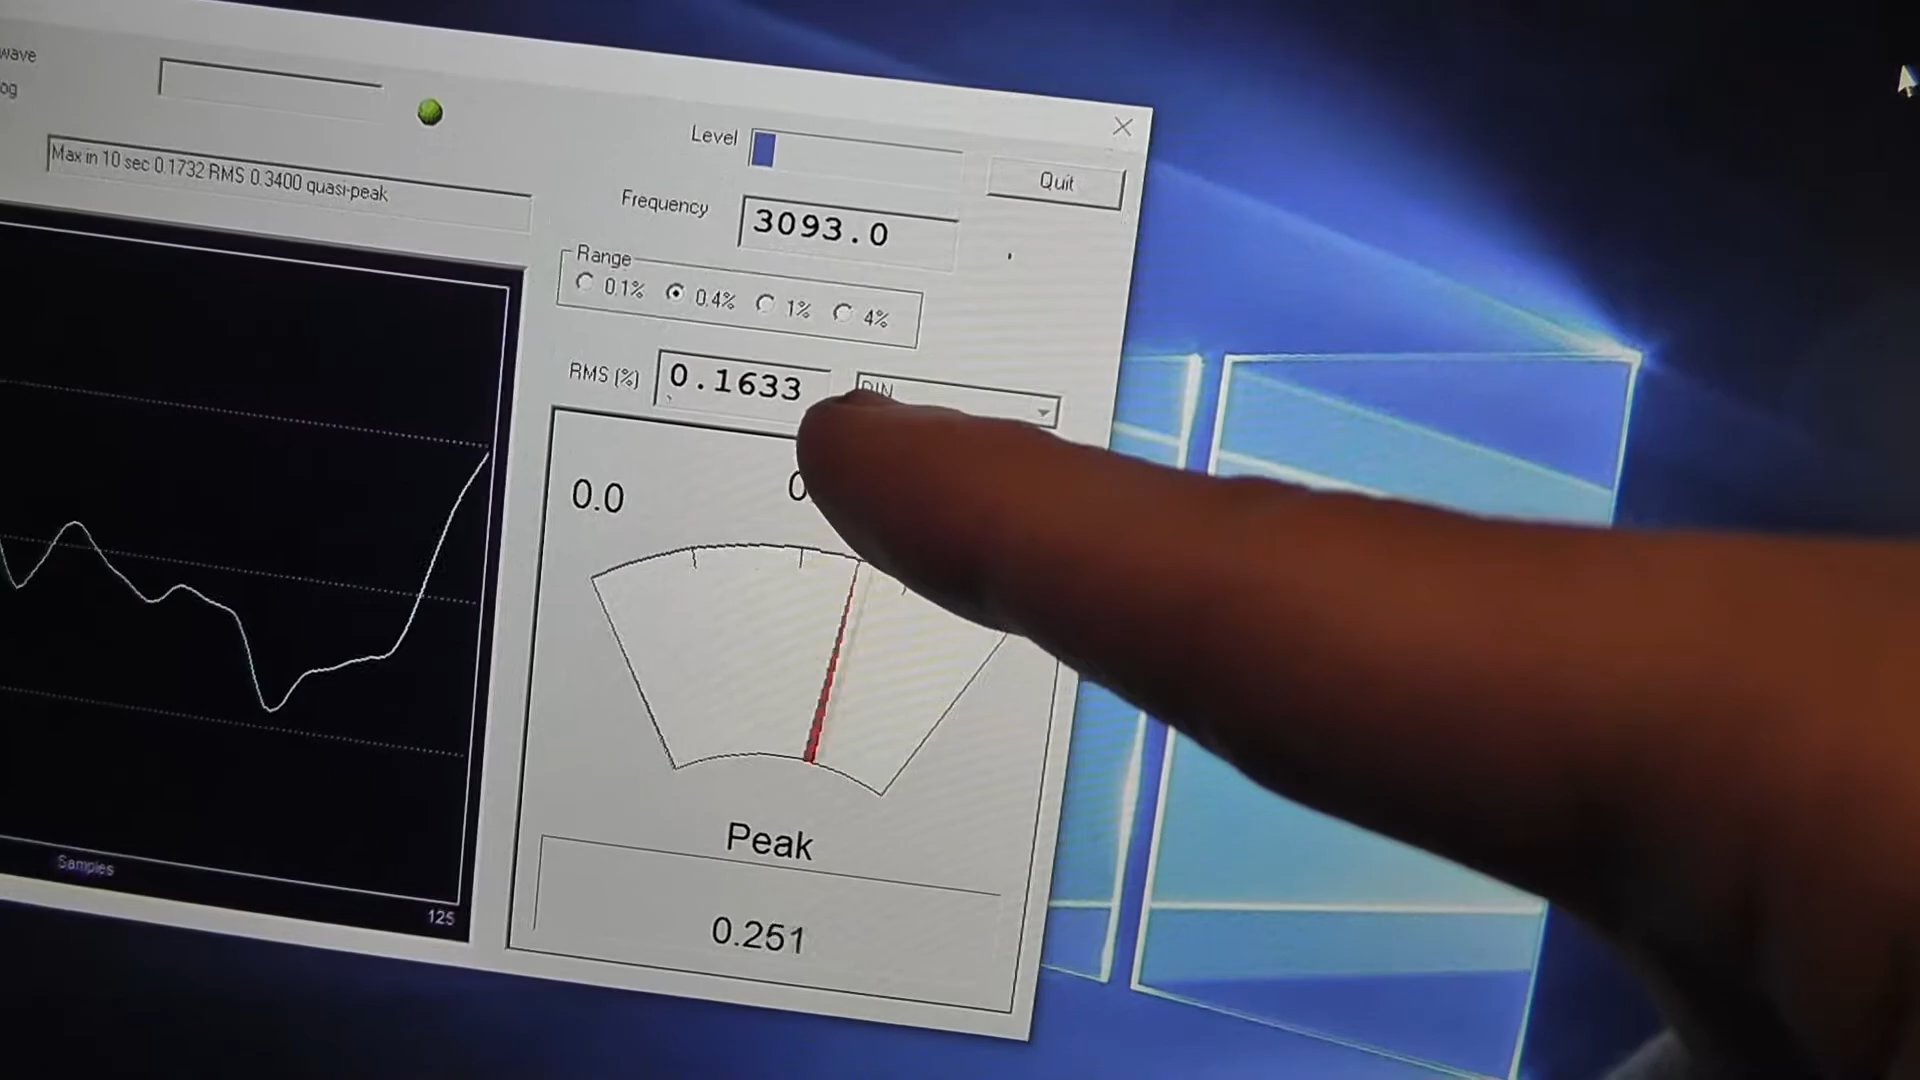 wave
og
Max in 10 sec 0.1732 RMS 0.3400 quasi-peak
Level
Quit
Frequency
3093.0
Range
0.1%
0.4%
1%
4%
RMS (%)
0.1633
DIN
0.0
Peak
0.251
Samples
125